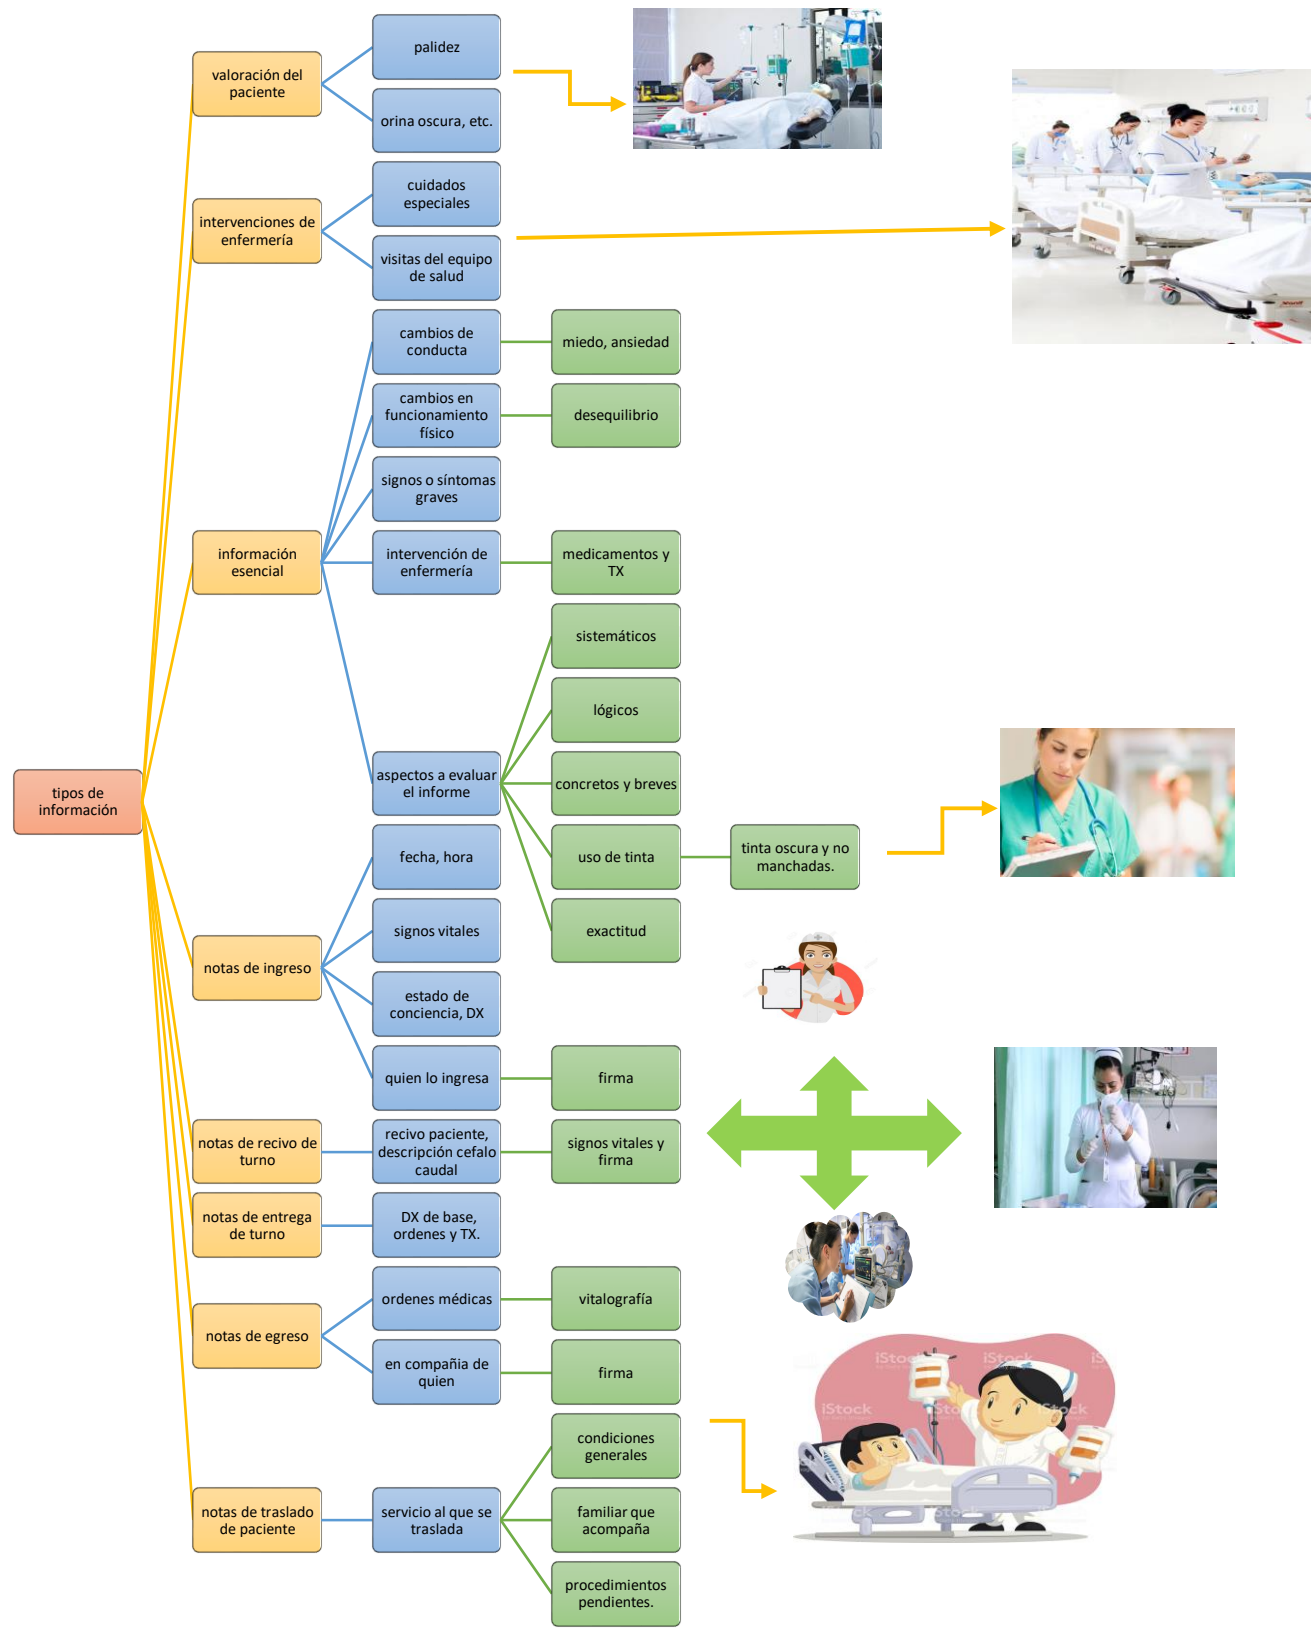 tipos de
información
valoración del
paciente
palidez
orina oscura, etc.
intervenciones de
enfermería
cuidados
especiales
visitas del equipo
de salud
información
esencial
cambios de
conducta
miedo, ansiedad
cambios en
funcionamiento
físico
desequilibrio
signos o síntomas
graves
intervención de
enfermería
medicamentos y
TX
aspectos a evaluar
el informe
sistemáticos
lógicos
concretos y breves
uso de tinta
tinta oscura y no
manchadas.
exactitud
notas de ingreso
fecha, hora
signos vitales
estado de
conciencia, DX
quien lo ingresa
firma
notas de recivo de
turno
recivo paciente,
descripción cefalo
caudal
signos vitales y
firma
notas de entrega
de turno
DX de base,
ordenes y TX.
notas de egreso
ordenes médicas
vitalografía
en compañia de
quien
firma
notas de traslado
de paciente
servicio al que se
traslada
condiciones
generales
familiar que
acompaña
procedimientos
pendientes.
iStock
iStock
iStock
iStock
iStock
iStock